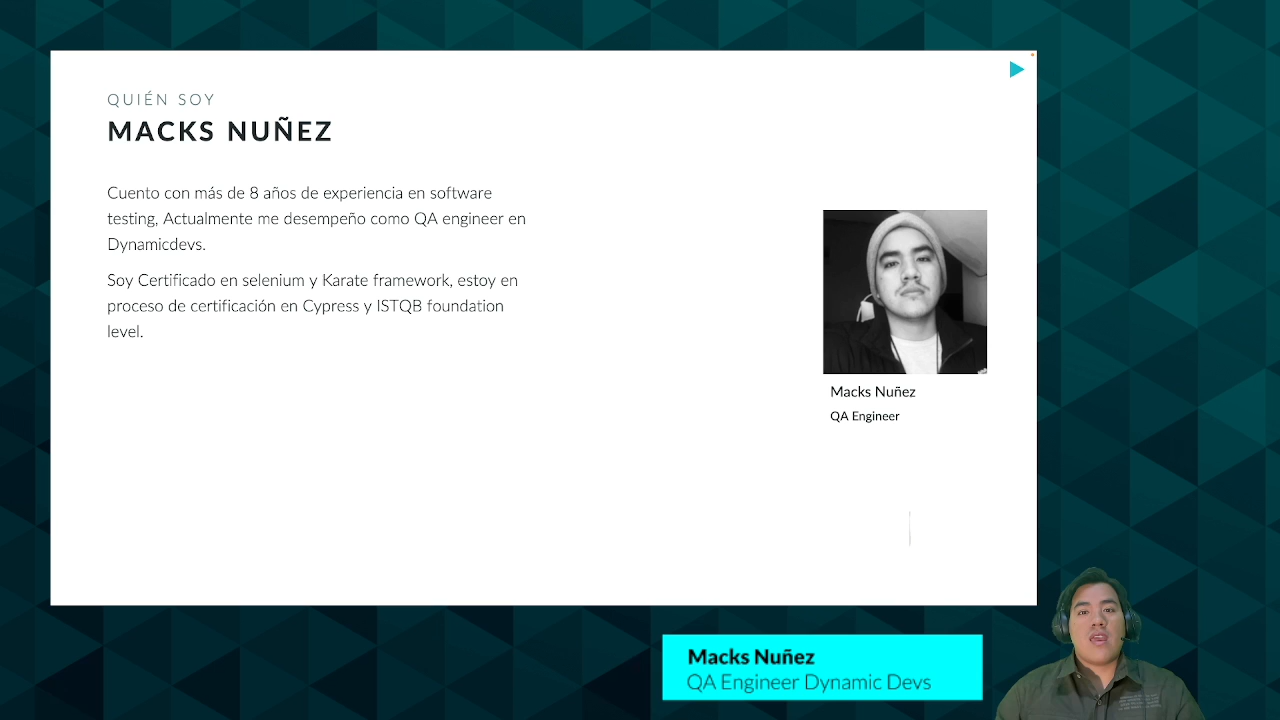 QUIÉN SOY
MACKS NUÑEZ
Cuento con más de 8 años de experiencia en software
testing, Actualmente me desempeño como QA engineer en
Dynamicdevs.
Soy Certificado en selenium y Karate framework, estoy en
proceso de certificación en Cypress y ISTQB foundation
level.
Macks Nuñez
QA Engineer
Macks Nuñez
QA Engineer Dynamic Devs